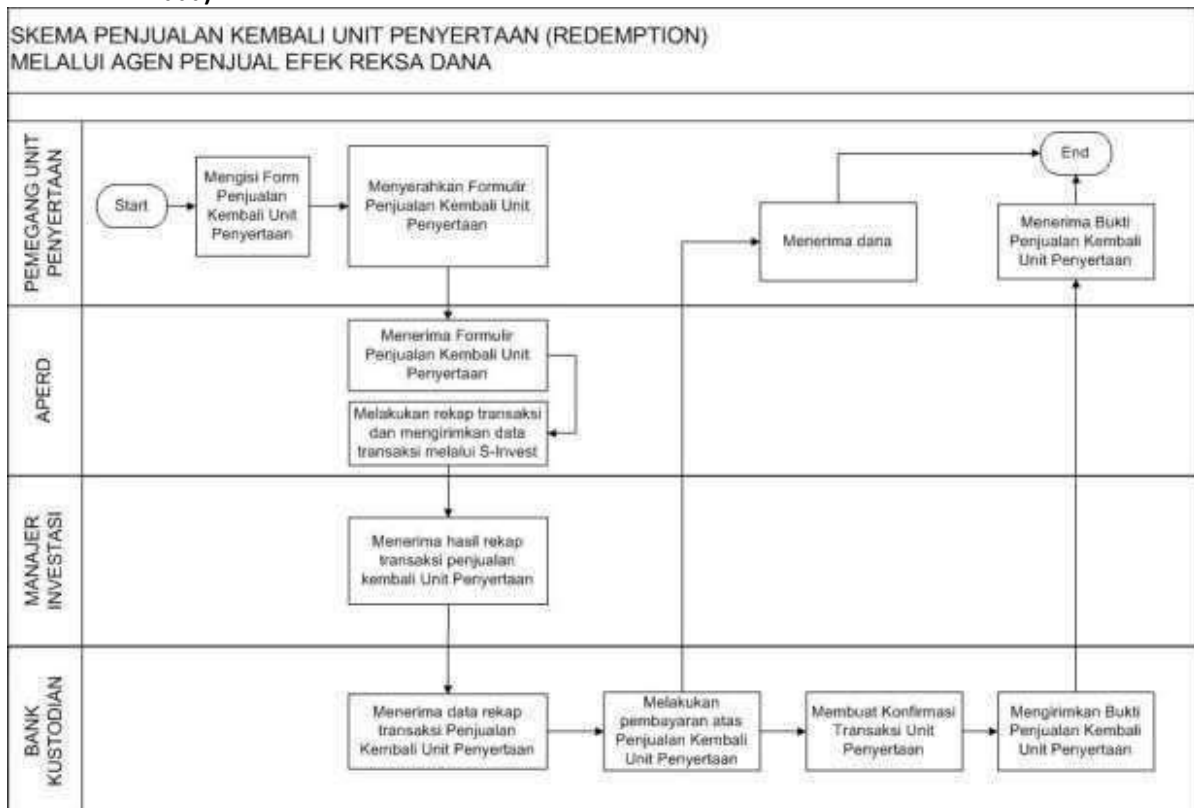 SKEMA PENJUALAN KEMBALI UNIT PENYERTAAN (REDEMPTION)
MELALUI AGEN PENJUAL EFEK REKSA DANA
PEMEGANG UNIT
PENYERTAAN
Start
Mengisi Form
Penjualan
Kembali Unit
Penyertaan
Menyerahkan Formulir
Penjualan Kembali Unit
Penyertaan
Menerima dana
End
Menerima Bukti
Penjualan Kembali
Unit Penyertaan
APERD
Menerima Formulir
Penjualan Kembali Unit
Penyertaan
Melakukan rekap transaksi
dan mengirimkan data
transaksi melalui S-Invest
MANAJER
INVESTASI
Menerima hasil rekap
transaksi penjualan
kembali Unit Penyertaan
BANK
KUSTODIAN
Menerima data rekap
transaksi Penjualan
Kembali Unit Penyertaan
Melakukan
pembayaran atas
Penjualan Kembali
Unit Penyertaan
Membuat Konfirmasi
Transaksi Unit
Penyertaan
Mengirimkan Bukti
Penjualan Kembali
Unit Penyertaan